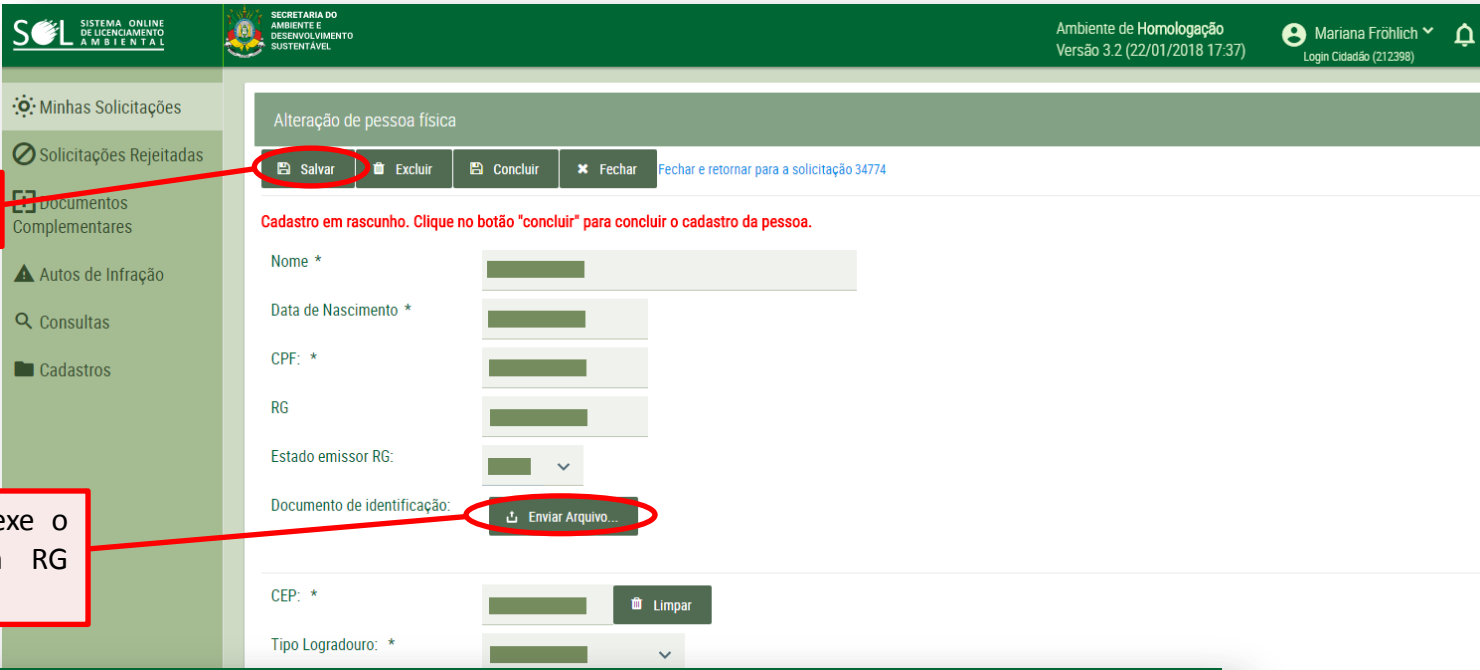 SOL SISTEMA ONLINE
DE LICENCIAMENTO
AMBIENTAL
SECRETARIA DO
AMBIENTE E
DESENVOLVIMENTO
SUSTENTÁVEL
Ambiente de Homologação
Versão 3.2 (22/01/2018 17:37)
Mariana Fröhlich
Login Cidadão (212398)
Minhas Solicitações
Solicitações Rejeitadas
Documentos
Complementares
Autos de Infração
Consultas
Cadastros
Alteração de pessoa física
Salvar Excluir Concluir Fechar Fechar e retornar para a solicitação 34774
Cadastro em rascunho. Clique no botão "concluir" para concluir o cadastro da pessoa.
Nome *
Data de Nascimento *
CPF: *
RG
Estado emissor RG:
Documento de identificação: Enviar Arquivo...
exe o
RG
CEP: * Limpar
Tipo Logradouro: *